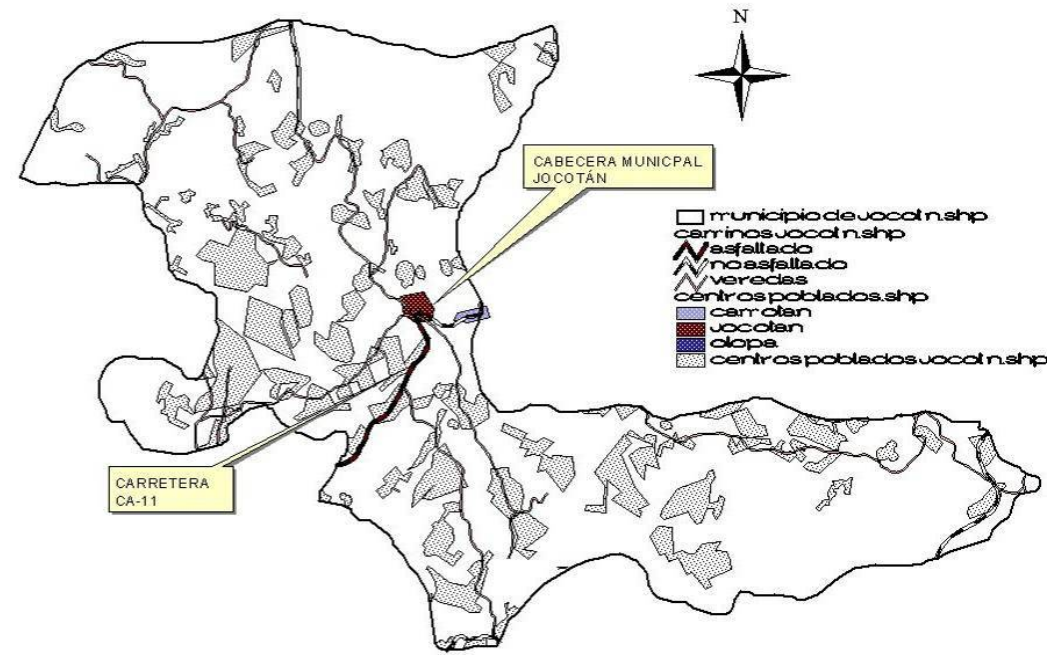 N
CABECERA MUNICPAL
JOCOTÁN
municipio de jocot n.shp
caminos jocot n.shp
asfaltado
no asfaltado
veredas
centros poblados.shp
camotan
jocotan
olopa
centros poblados jocot n.shp
CARRETERA
CA-11